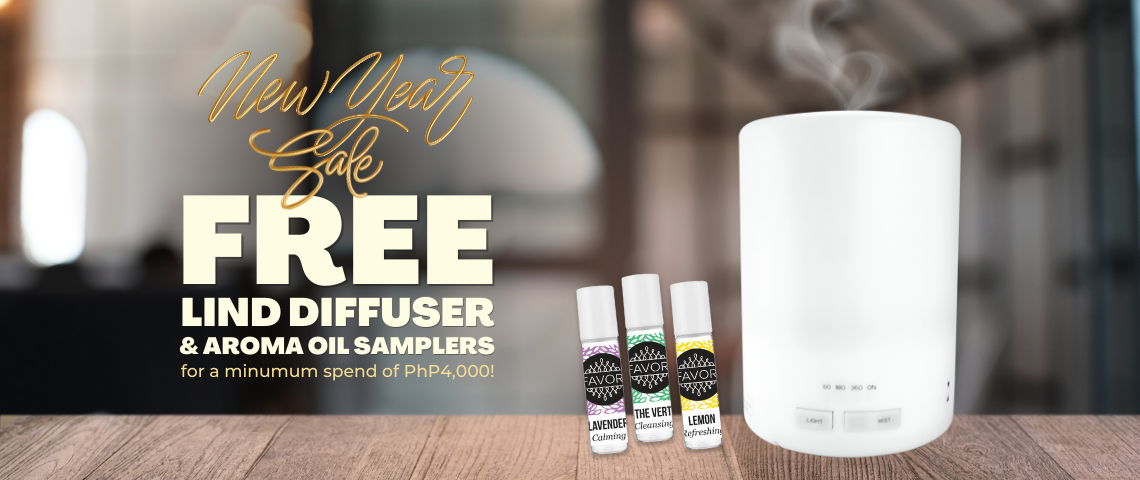 New Year
Sale
FREE
LIND DIFFUSER
& AROMA OIL SAMPLERS
for a minumum spend of PhP4,000!
FAVOR
LAVENDER
Calming
FAVOR
THE VERT
Cleansing
FAVOR
LEMON
Refreshing
60 180 360 ON
LIGHT
MIST